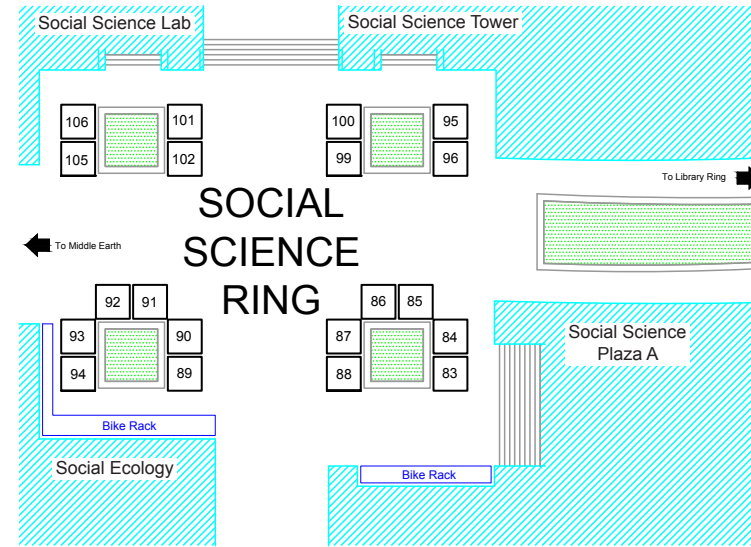 Social Science Lab
Social Science Tower
106
101
100
95
105
102
99
96
To Library Ring
SOCIAL
SCIENCE
RING
To Middle Earth
92
91
86
85
93
90
87
84
Social Science
Plaza A
94
89
88
83
Bike Rack
Social Ecology
Bike Rack